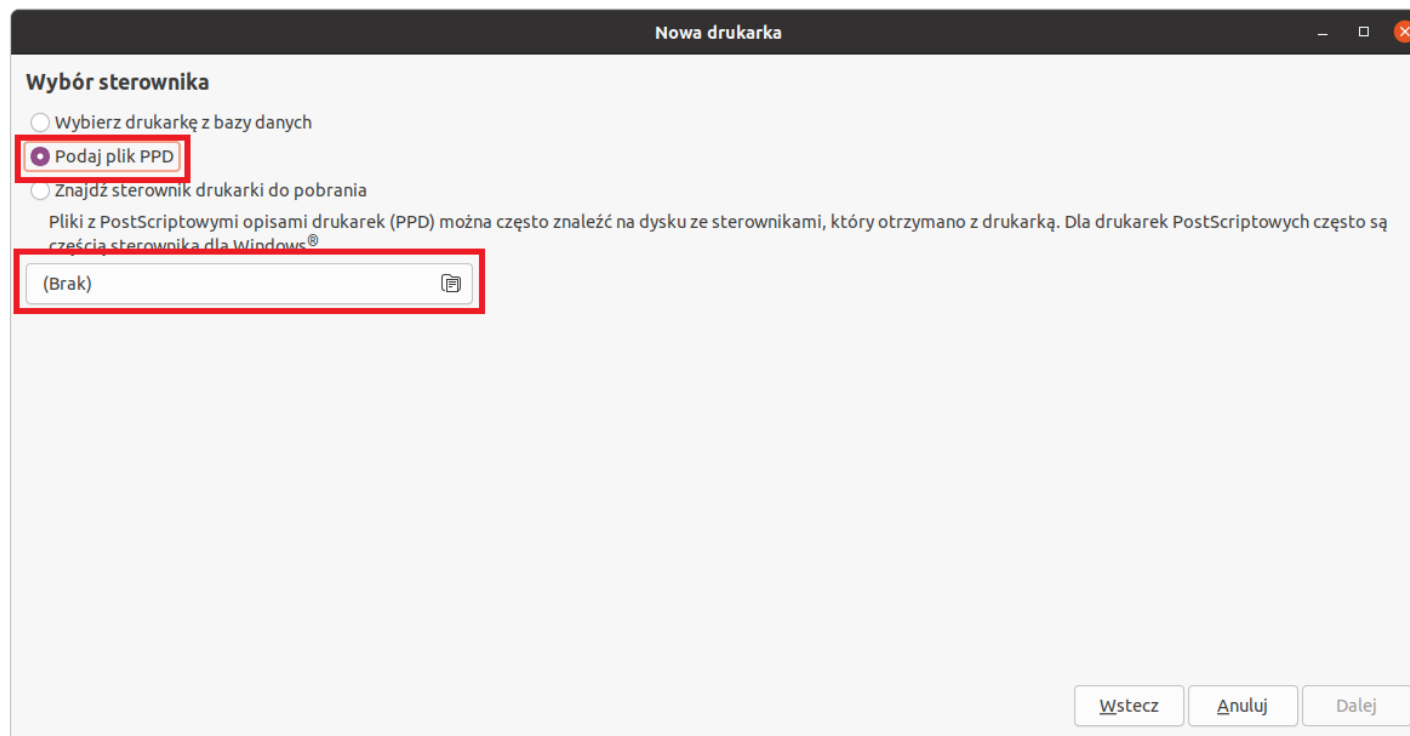 Nowa drukarka
Wybór sterownika
Wybierz drukarkę z bazy danych
Podaj plik PPD
Znajdź sterownik drukarki do pobrania
Pliki z PostScriptowymi opisami drukarek (PPD) można często znaleźć na dysku ze sterownikami, który otrzymano z drukarką. Dla drukarek PostScriptowych często są
częścią sterownika dla Windows®
(Brak)
Wstecz Anuluj Dalej